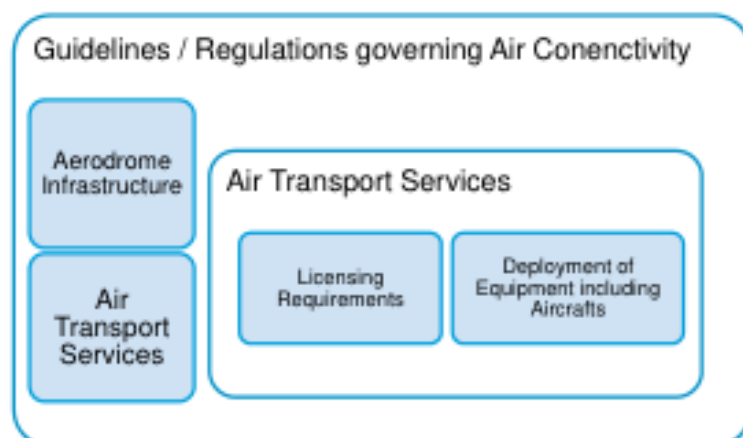 Guidelines / Regulations governing Air Conenctivity
Aerodrome
Infrastructure
Air
Transport
Services
Air Transport Services
Licensing
Requirements
Deployment of
Equipment including
Aircrafts